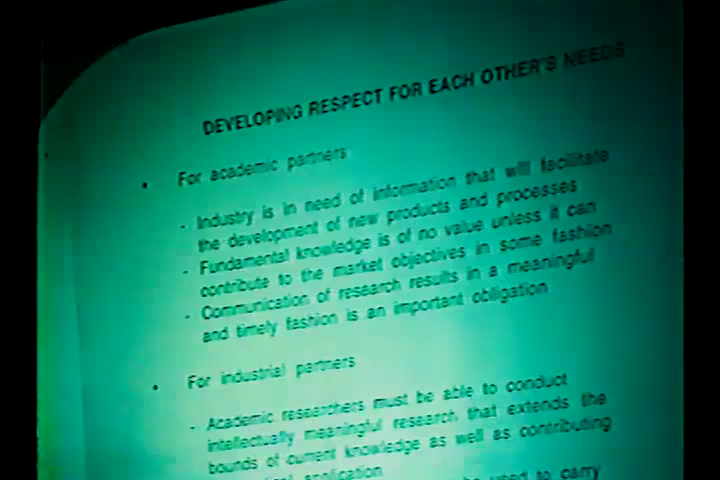 DEVELOPING RESPECT FOR EACH OTHER'S NEEDS
• For academic partners
- Industry is in need of information that will facilitate
the development of new products and processes
- Fundamental knowledge is of no value unless it can
contribute to the market objectives in some fashion
- Communication of research results in a meaningful
and timely fashion is an important obligation
• For industrial partners
- Academic researchers must be able to conduct
intellectually meaningful research that extends the
bounds of current knowledge as well as contributing
application
used to carry